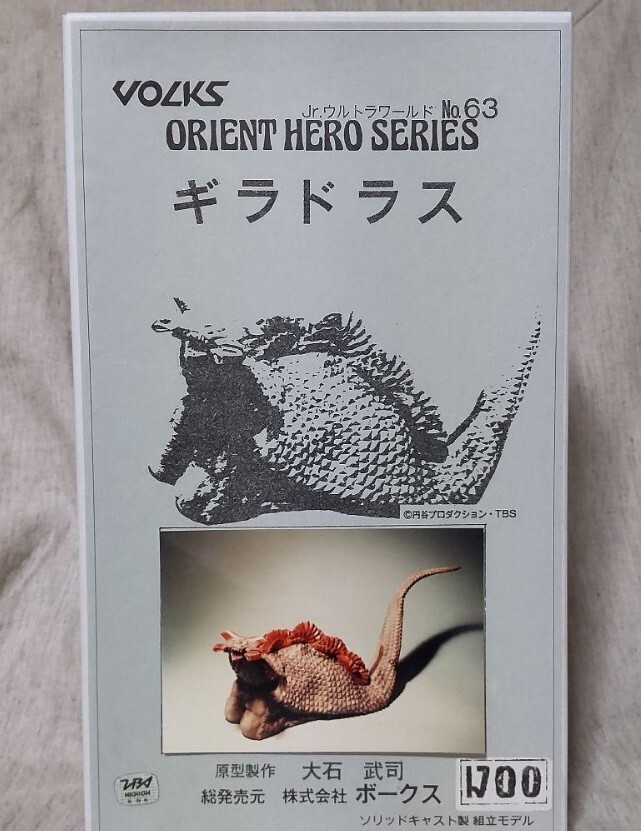 VOLKS
Jr.ウルトラワールド No.63
ORIENT HERO SERIES
ギラドラス
©円谷プロダクション・TBS
原型製作 大石 武司
総発売元 株式会社 ボークス
ソリッドキャスト製 組立モデル